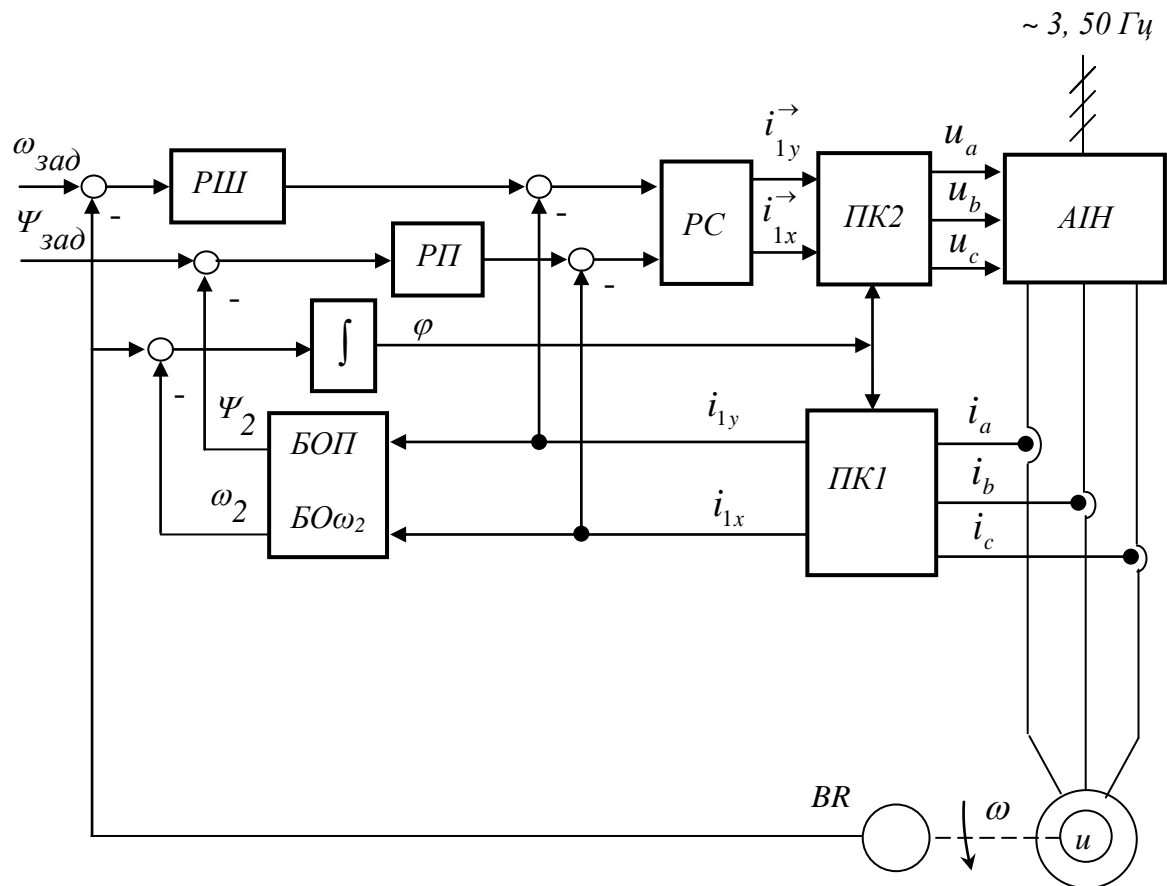 ~ 3, 50 Гц
ω зад
РШ
i 1y →
u a
Ψ зад
-
-
РС
ПК2
u b
АІН
РП
i 1x →
u c
-
-
∫
φ
-
Ψ 2
БОП
i 1y
ПК1
i a
ω 2
БОω2
i 1x
i b
i c
BR
ω
u